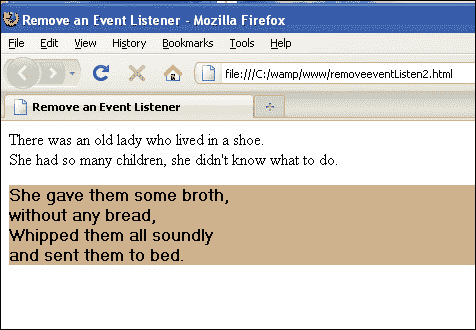 Remove an Event Listener - Mozilla Firefox
File Edit View History Bookmarks Tools Help
file:///C:/wamp/www/removeeventListen2.html
Remove an Event Listener
There was an old lady who lived in a shoe.
She had so many children, she didn't know what to do.
She gave them some broth,
without any bread,
Whipped them all soundly
and sent them to bed.